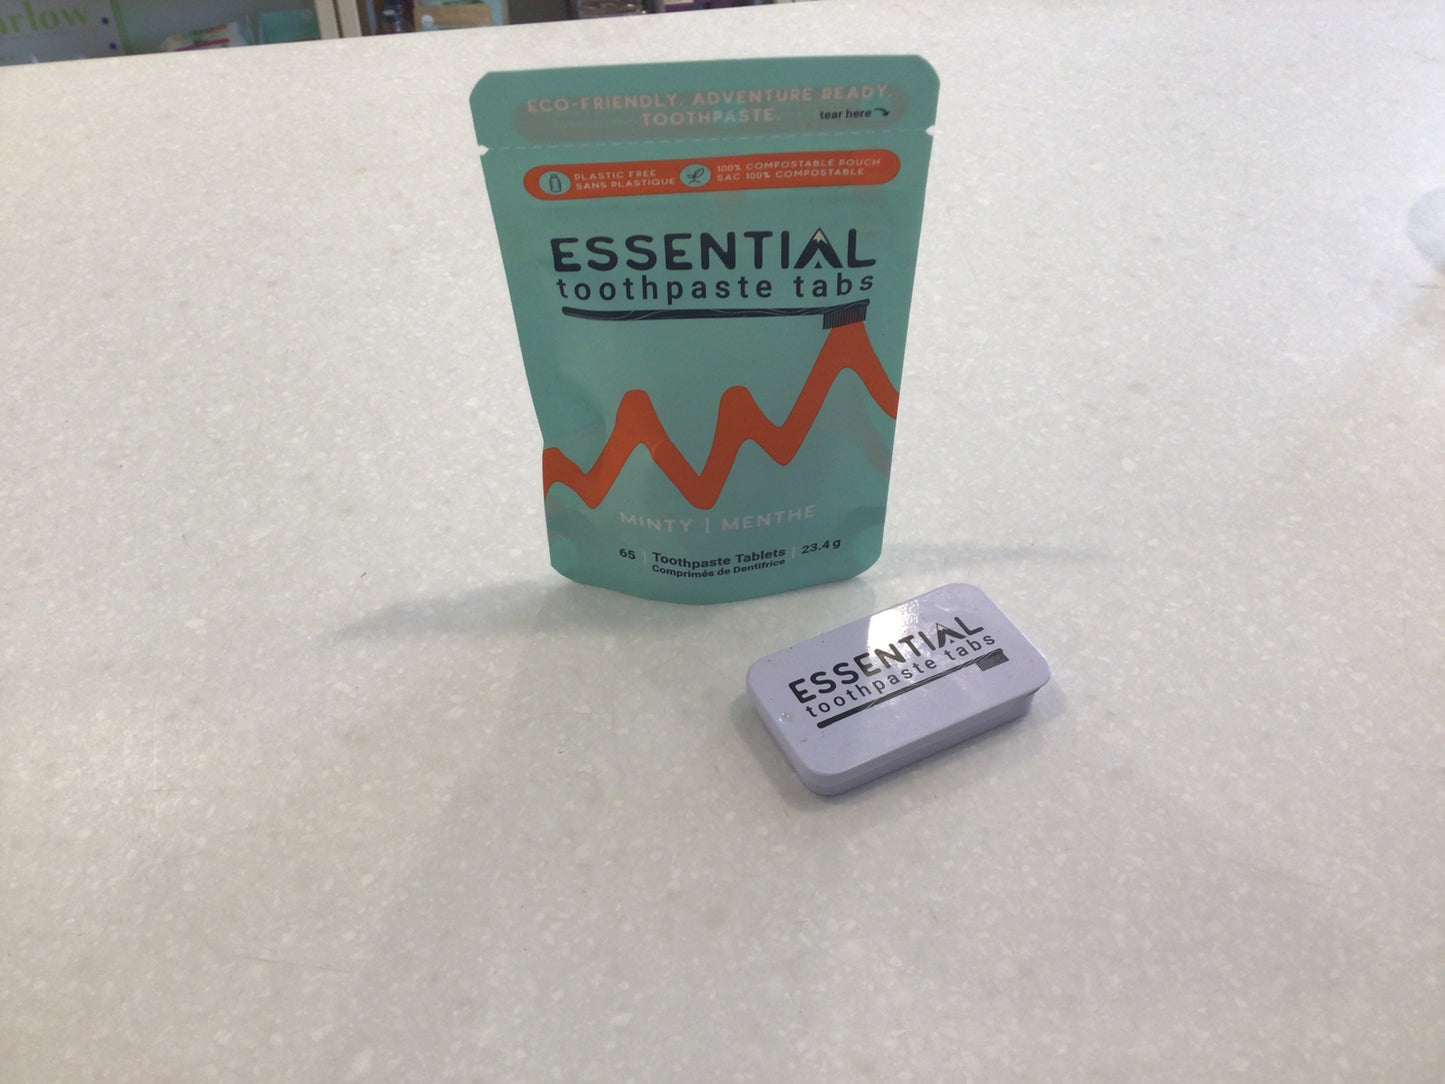 ECO-FRIENDLY. ADVENTURE READY.
TOOTHPASTE.
tear here
PLASTIC FREE
SANS PLASTIQUE
100% COMPOSTABLE POUCH
SAC 100% COMPOSTABLE
ESSENTIAL
toothpaste tabs
MINTY | MENTHE
65 | Toothpaste Tablets | 23.4 g
Comprimés de Dentifrice
ESSENTIAL
toothpaste tabs